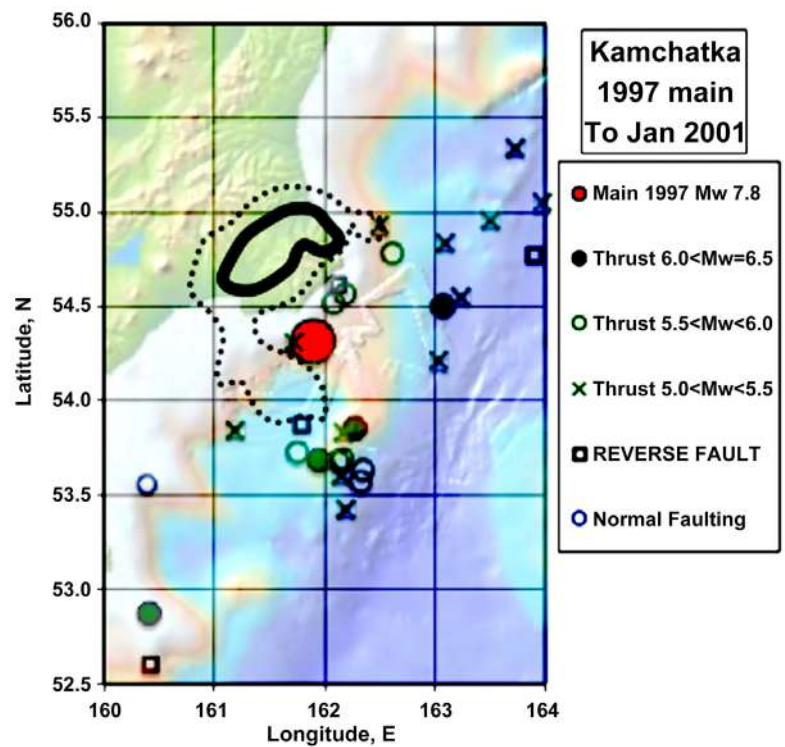 56.0
55.5
55.0
54.5
54.0
53.5
53.0
52.5
160 161 162 163 164
Longitude, E
Latitude, N
Kamchatka
1997 main
To Jan 2001
Main 1997 Mw 7.8
Thrust 6.0<Mw=6.5
Thrust 5.5<Mw<6.0
Thrust 5.0<Mw<5.5
REVERSE FAULT
Normal Faulting